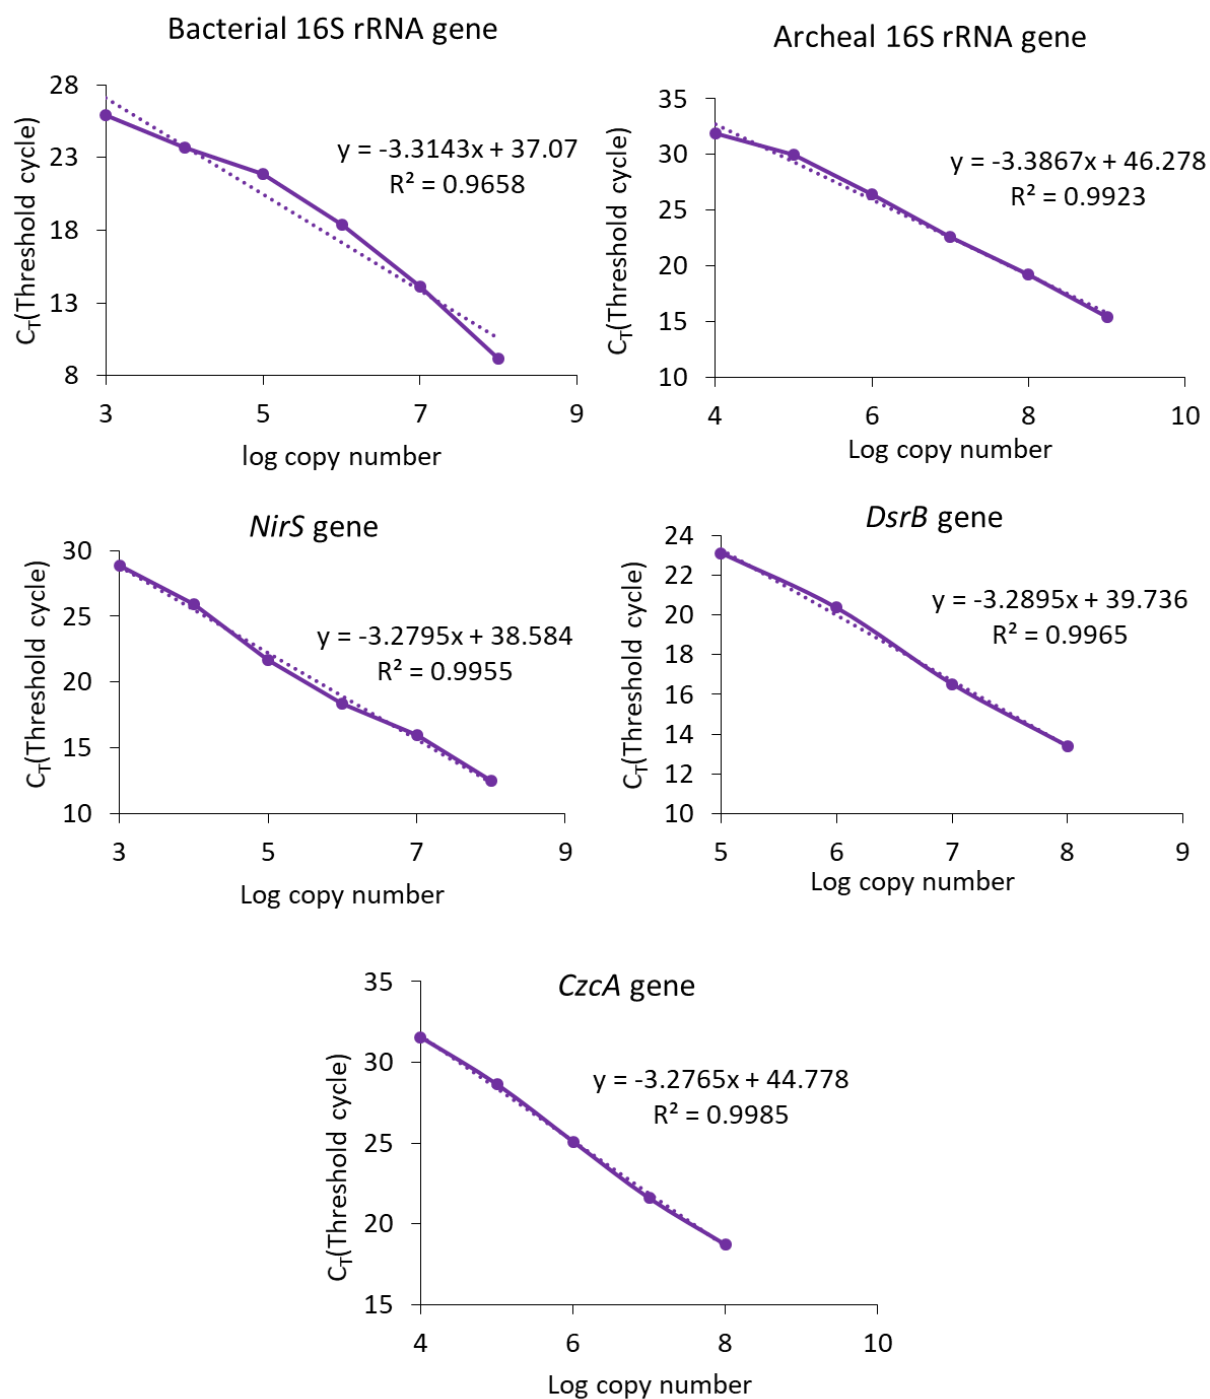 Bacterial 16S rRNA gene
28
23
18
13
8
C_T(Threshold cycle)
y = -3.3143x + 37.07
R² = 0.9658
3 5 7 9
log copy number
Archeal 16S rRNA gene
35
30
25
20
15
10
C_T(Threshold cycle)
y = -3.3867x + 46.278
R² = 0.9923
4 6 8 10
Log copy number
NirS gene
30
25
20
15
10
C_T(Threshold cycle)
y = -3.2795x + 38.584
R² = 0.9955
3 5 7 9
Log copy number
DsrB gene
24
22
20
18
16
14
12
10
C_T(Threshold cycle)
y = -3.2895x + 39.736
R² = 0.9965
5 6 7 8 9
Log copy number
CzcA gene
35
30
25
20
15
C_T(Threshold cycle)
y = -3.2765x + 44.778
R² = 0.9985
4 6 8 10
Log copy number